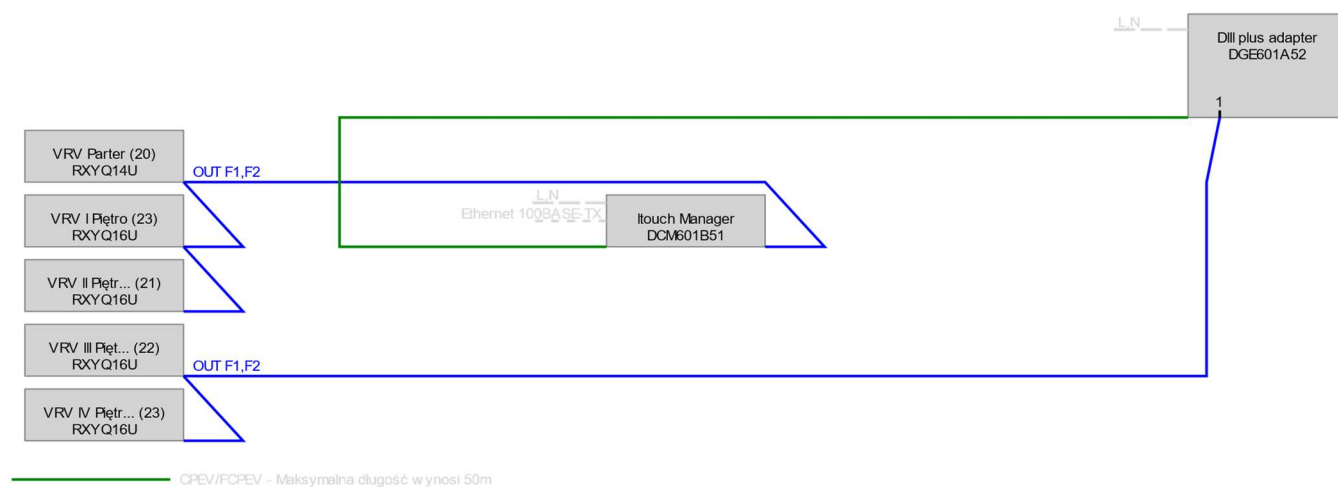 L,N
DIII plus adapter
DGE601A52
1
VRV Parter (20)
RXYQ14U
OUT F1,F2
VRV I Piętro (23)
RXYQ16U
L,N
Ethernet 100BASE-TX
Itouch Manager
DCM601B51
VRV II Piętr... (21)
RXYQ16U
VRV III Pięt... (22)
RXYQ16U
OUT F1,F2
VRV IV Piętr... (23)
RXYQ16U
CPEV/FCPEV - Maksymalna długość wynosi 50m